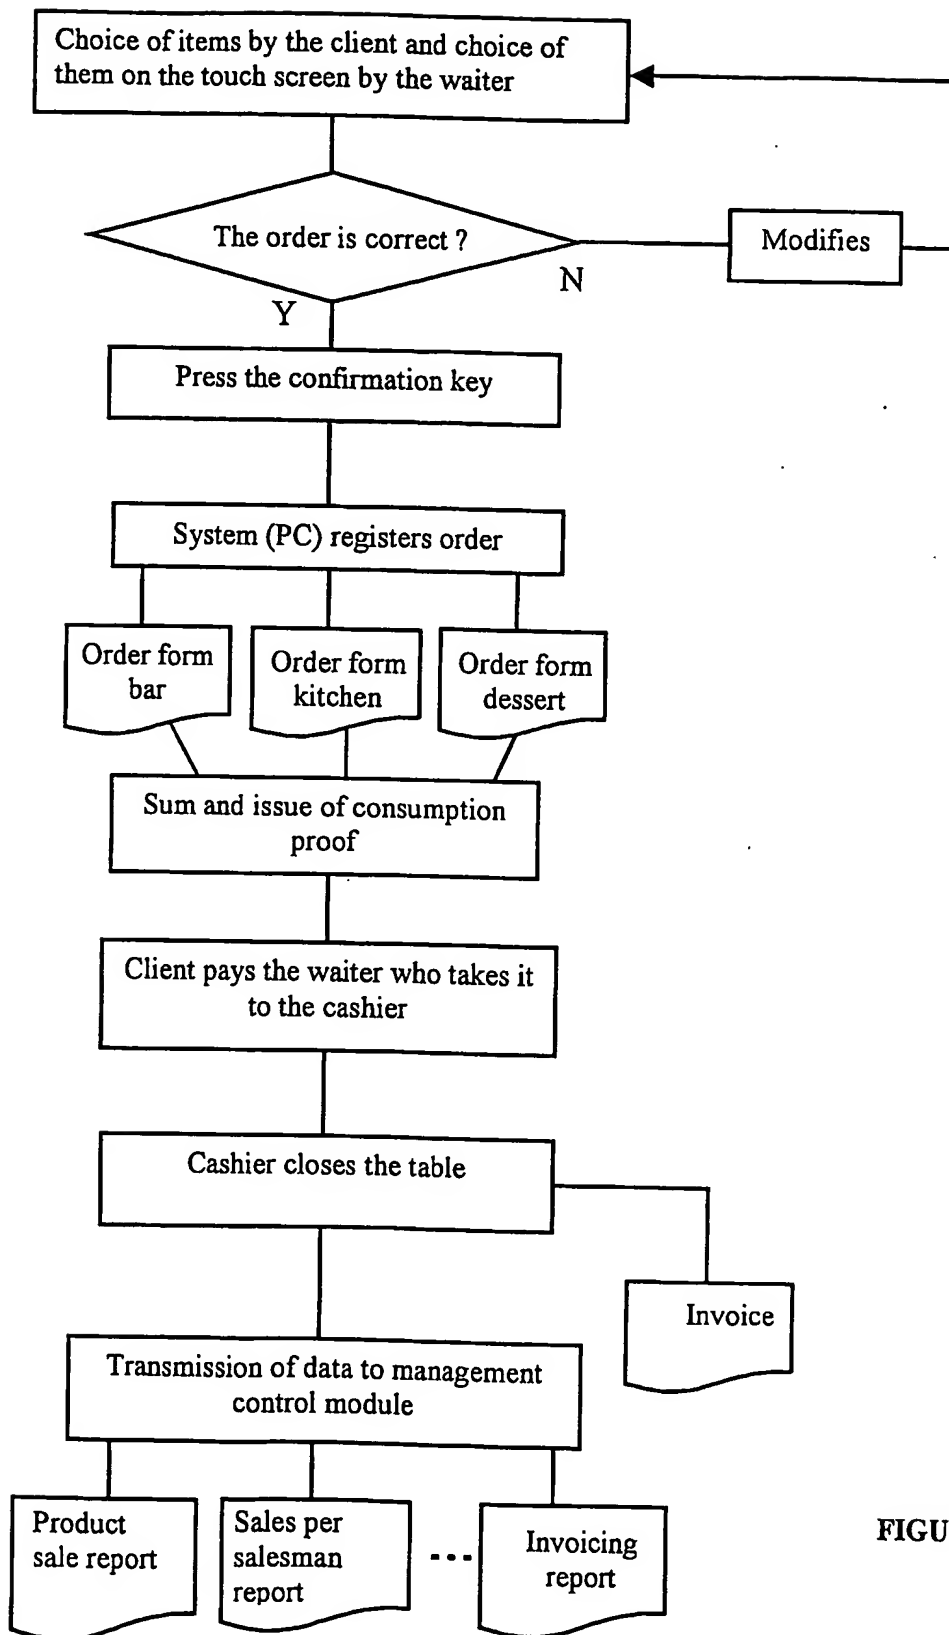 Choice of items by the client and choice of
them on the touch screen by the waiter
The order is correct ?
Modifies
N
Y
Press the confirmation key
System (PC) registers order
Order form
bar
Order form
kitchen
Order form
dessert
Sum and issue of consumption
proof
Client pays the waiter who takes it
to the cashier
Cashier closes the table
Invoice
Transmission of data to management
control module
Product
sale report
Sales per
salesman
report
...
Invoicing
report
FIGU